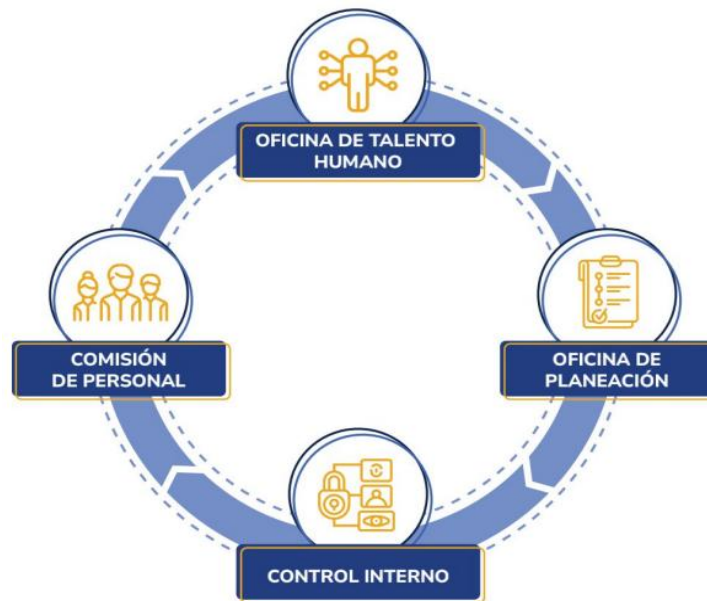 OFICINA DE TALENTO
HUMANO
COMISIÓN
DE PERSONAL
OFICINA DE
PLANEACIÓN
CONTROL INTERNO